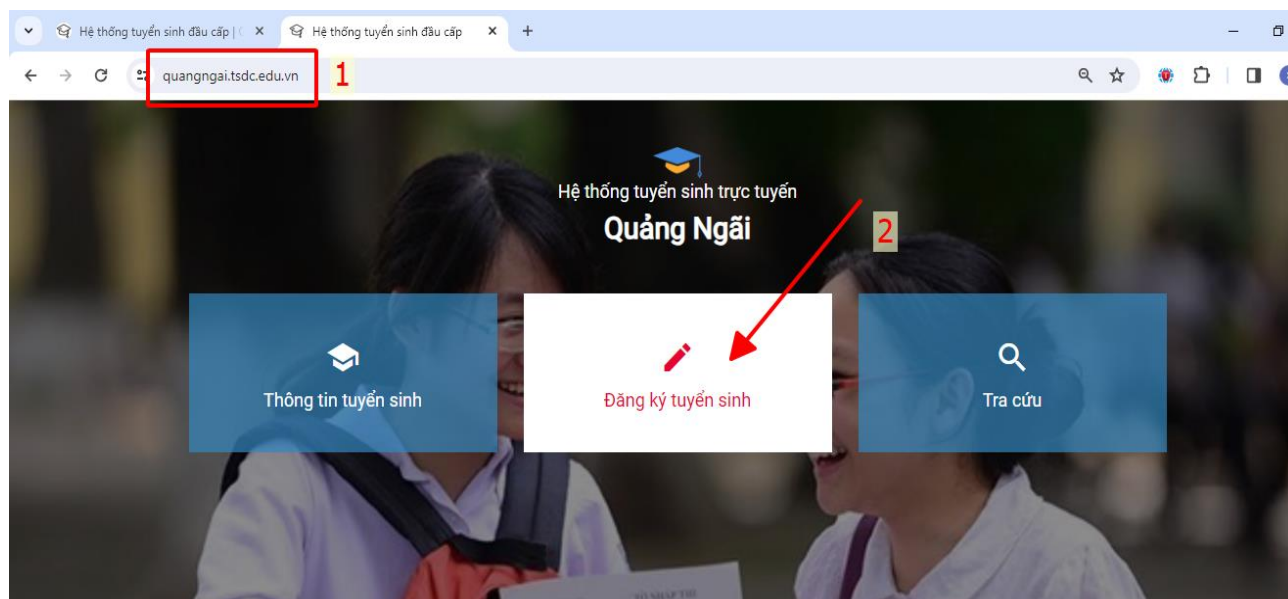 Hệ thống tuyển sinh đầu cấp |
Hệ thống tuyển sinh đầu cấp
quangngai.tsdc.edu.vn
1
Hệ thống tuyển sinh trực tuyến
Quảng Ngãi
2
Thông tin tuyển sinh
Đăng ký tuyển sinh
Tra cứu